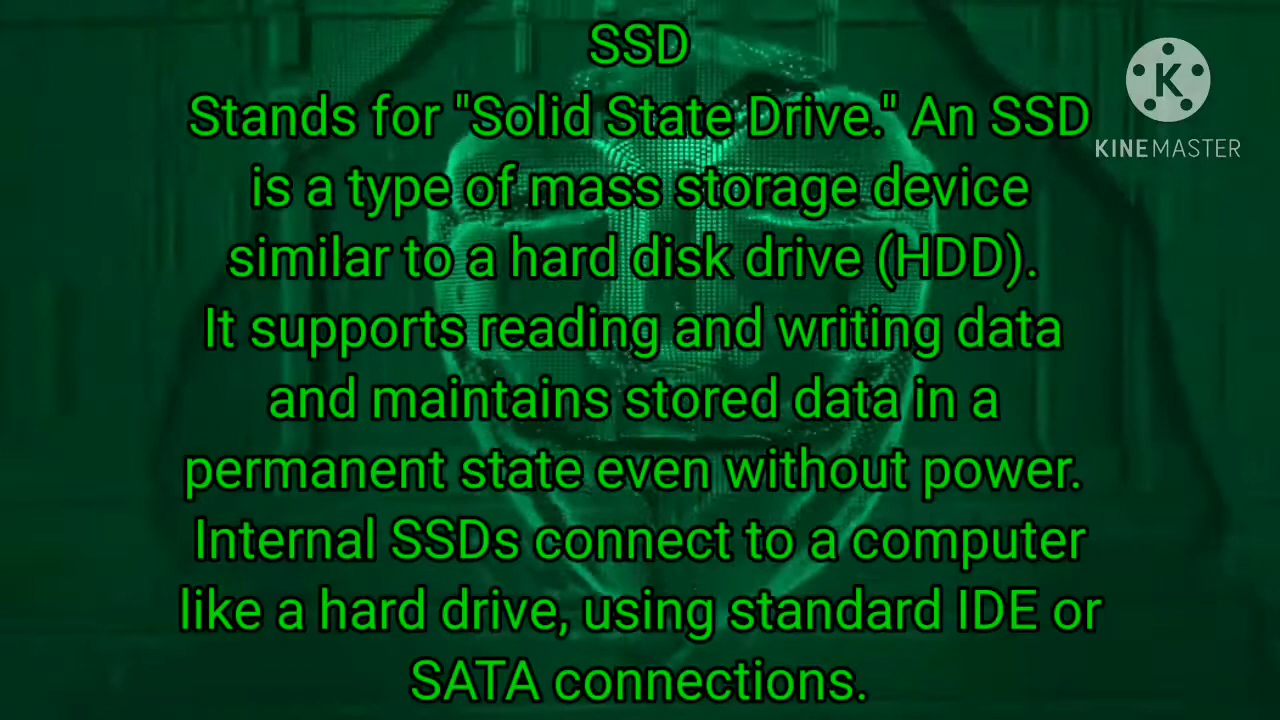 SSD
Stands for "Solid State Drive." An SSD
is a type of mass storage device
similar to a hard disk drive (HDD).
It supports reading and writing data
and maintains stored data in a
permanent state even without power.
Internal SSDs connect to a computer
like a hard drive, using standard IDE or
SATA connections.
K
KINEMASTER